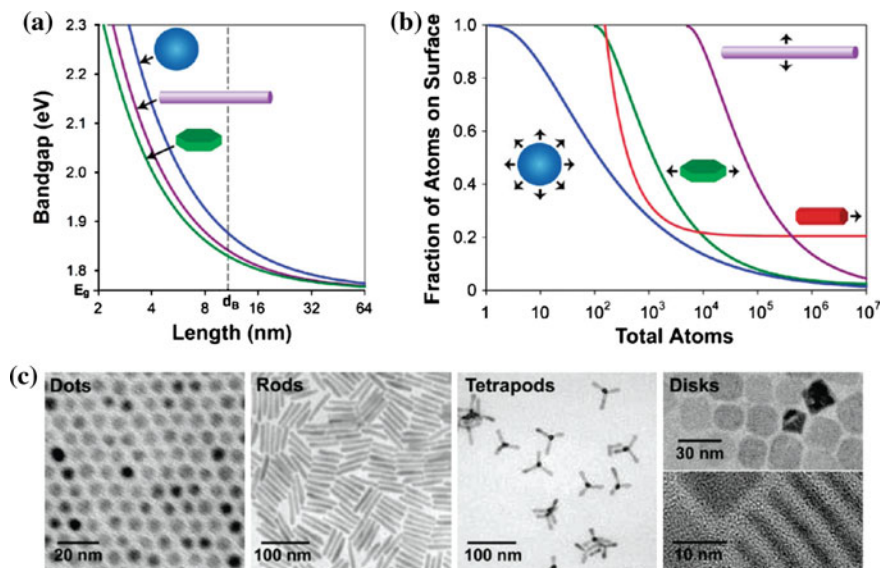 (a)
2.3
2.2
2.1
2.0
1.9
1.8
Eg
Bandgap (eV)
2
4
8
dB
16
32
64
Length (nm)
(b)
1.0
0.8
0.6
0.4
0.2
0
Fraction of Atoms on Surface
1
10
10²
10³
10⁴
10⁵
10⁶
10⁷
Total Atoms
(c)
Dots
20 nm
Rods
100 nm
Tetrapods
100 nm
Disks
30 nm
10 nm